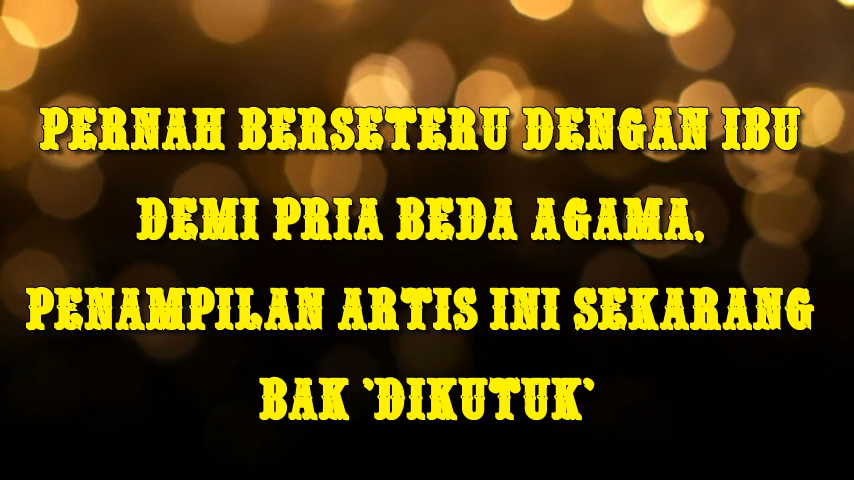 PERNAH BERSETERU DENGAN IBU
DEMI PRIA BEDA AGAMA,
PENAMPILAN ARTIS INI SEKARANG
BAK 'DIKUTUK'